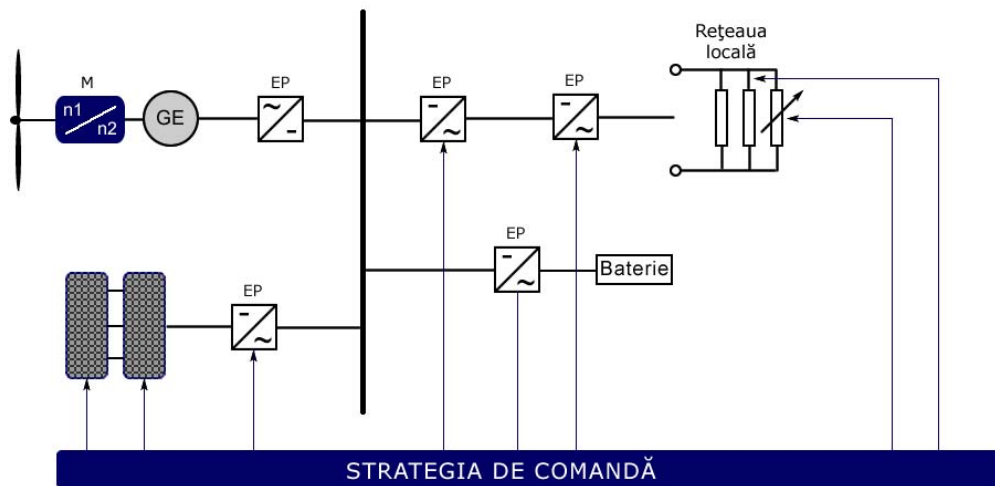 Reţeaua
locală
M
EP
EP
EP
n1
n2
GE
EP
Baterie
EP
STRATEGIA DE COMANDĂ